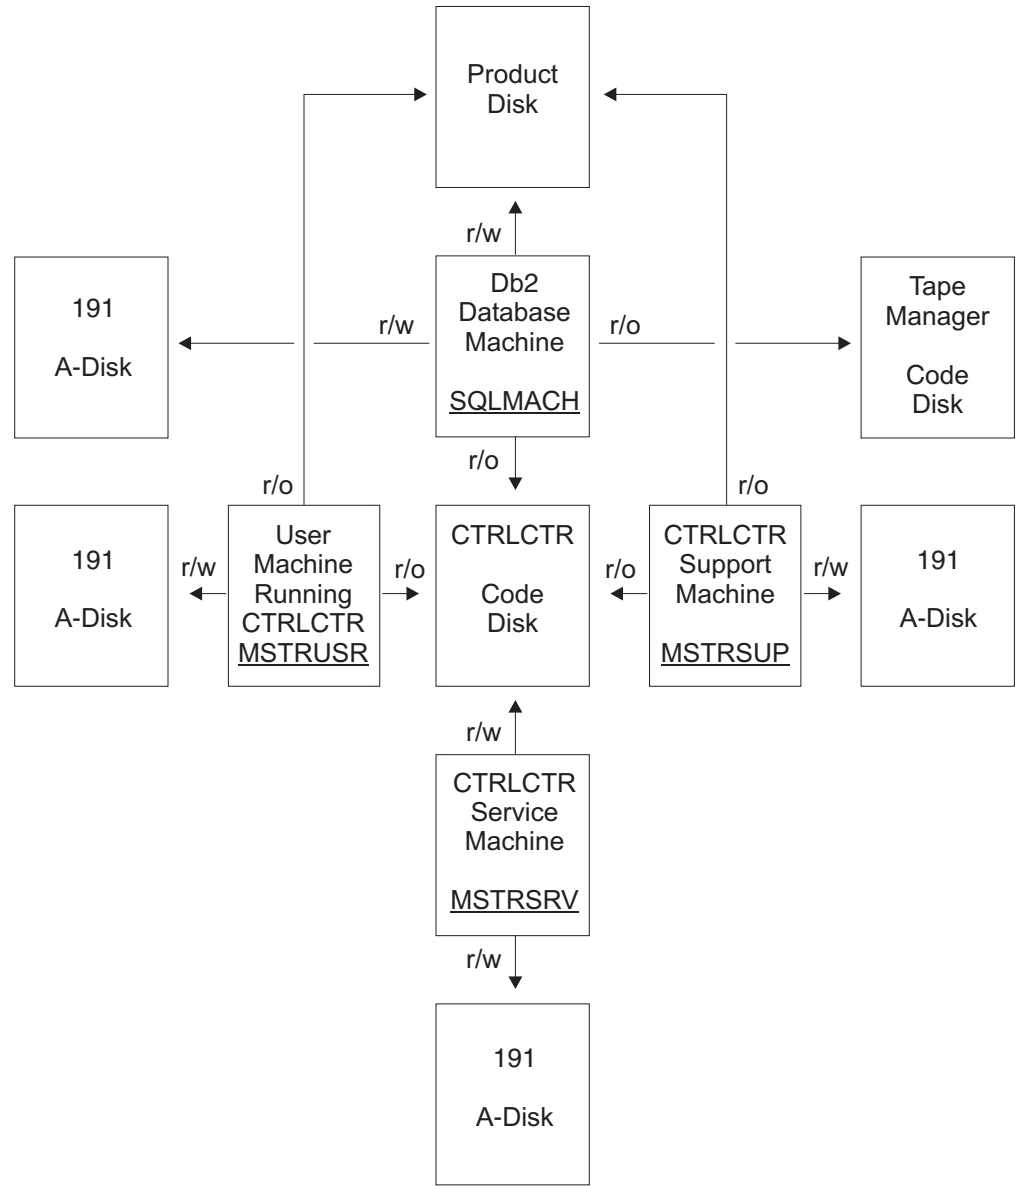 Product
Disk
r/w
191
A-Disk
r/w
Db2
Database
Machine
SQLMACH
r/o
Tape
Manager
Code
Disk
r/o
r/o
r/o
191
A-Disk
r/w
User
Machine
Running
CTRLCTR
MSTRUSR
r/o
CTRLCTR
Code
Disk
r/o
CTRLCTR
Support
Machine
MSTRSUP
r/w
191
A-Disk
r/w
CTRLCTR
Service
Machine
MSTRSRV
r/w
191
A-Disk